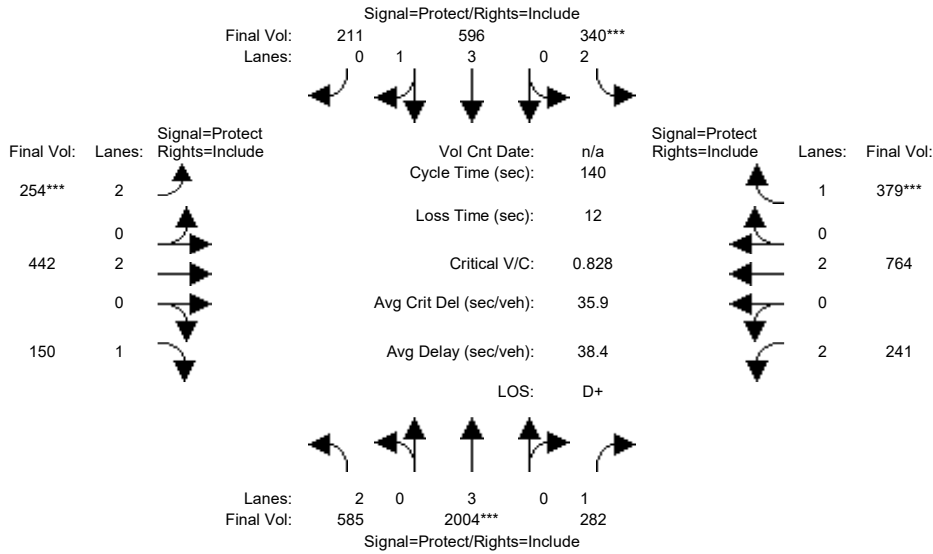 Signal=Protect/Rights=Include
Final Vol: 211 596 340***
Lanes: 0 1 3 0 2
Signal=Protect Signal=Protect
Final Vol: Lanes: Rights=Include Vol Cnt Date: n/a Rights=Include Lanes: Final Vol:
Cycle Time (sec): 140
254*** 2 1 379***
Loss Time (sec): 12
0 0
442 2 Critical V/C: 0.828 2 764
0 Avg Crit Del (sec/veh): 35.9 0
150 1 Avg Delay (sec/veh): 38.4 2 241
LOS: D+
Lanes: 2 0 3 0 1
Final Vol: 585 2004*** 282
Signal=Protect/Rights=Include